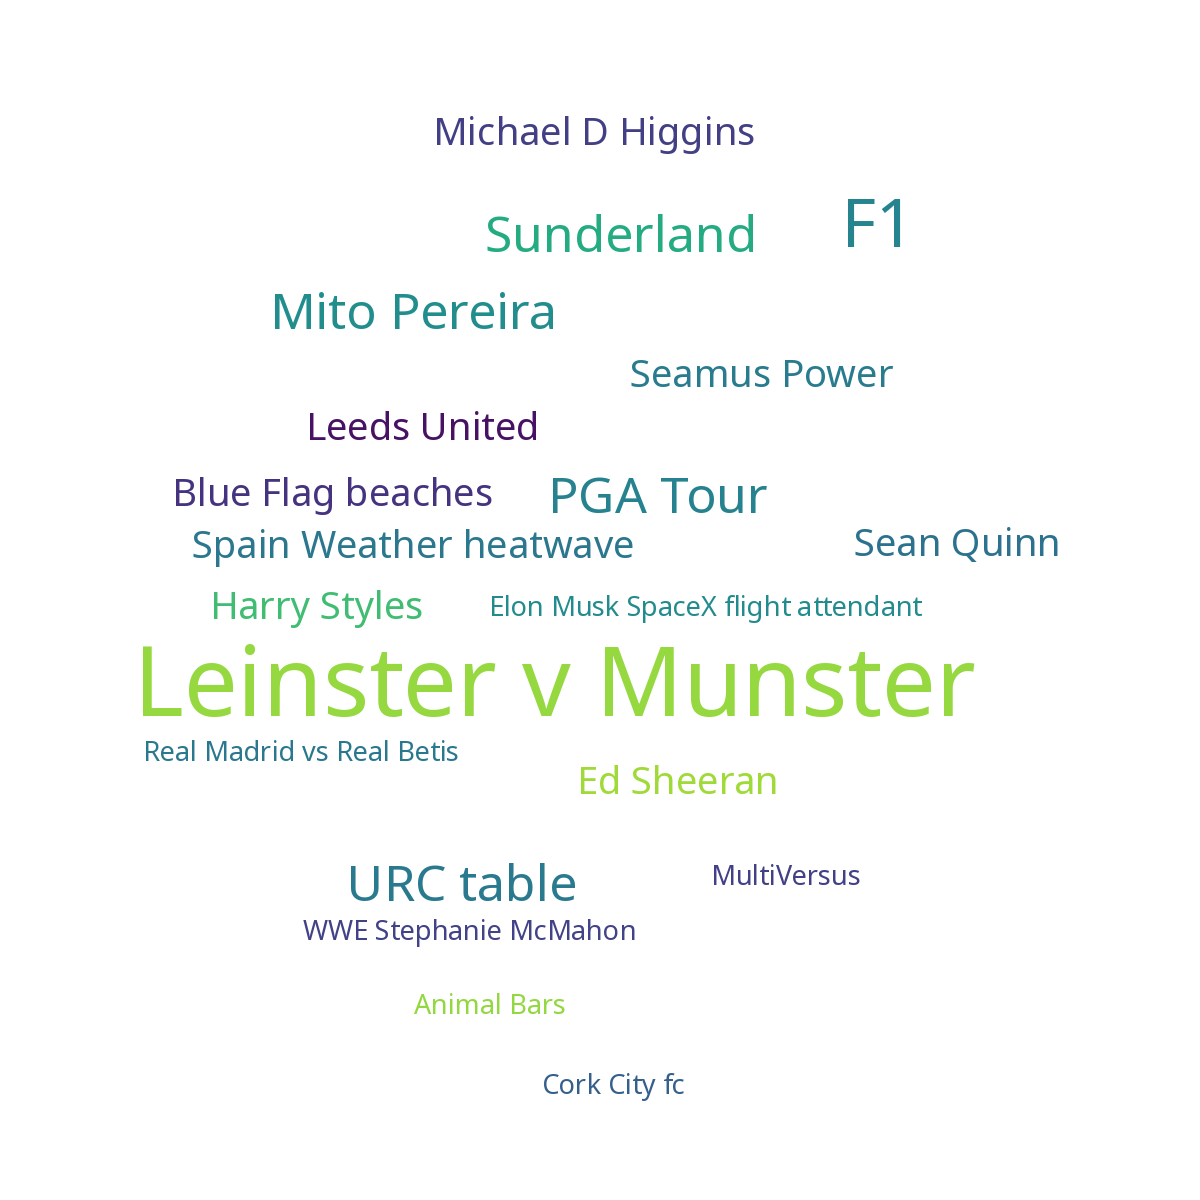 Michael D Higgins
Sunderland
F1
Mito Pereira
Seamus Power
Leeds United
Blue Flag beaches
PGA Tour
Spain Weather heatwave
Sean Quinn
Harry Styles
Elon Musk SpaceX flight attendant
Leinster v Munster
Real Madrid vs Real Betis
Ed Sheeran
URC table
MultiVersus
WWE Stephanie McMahon
Animal Bars
Cork City fc